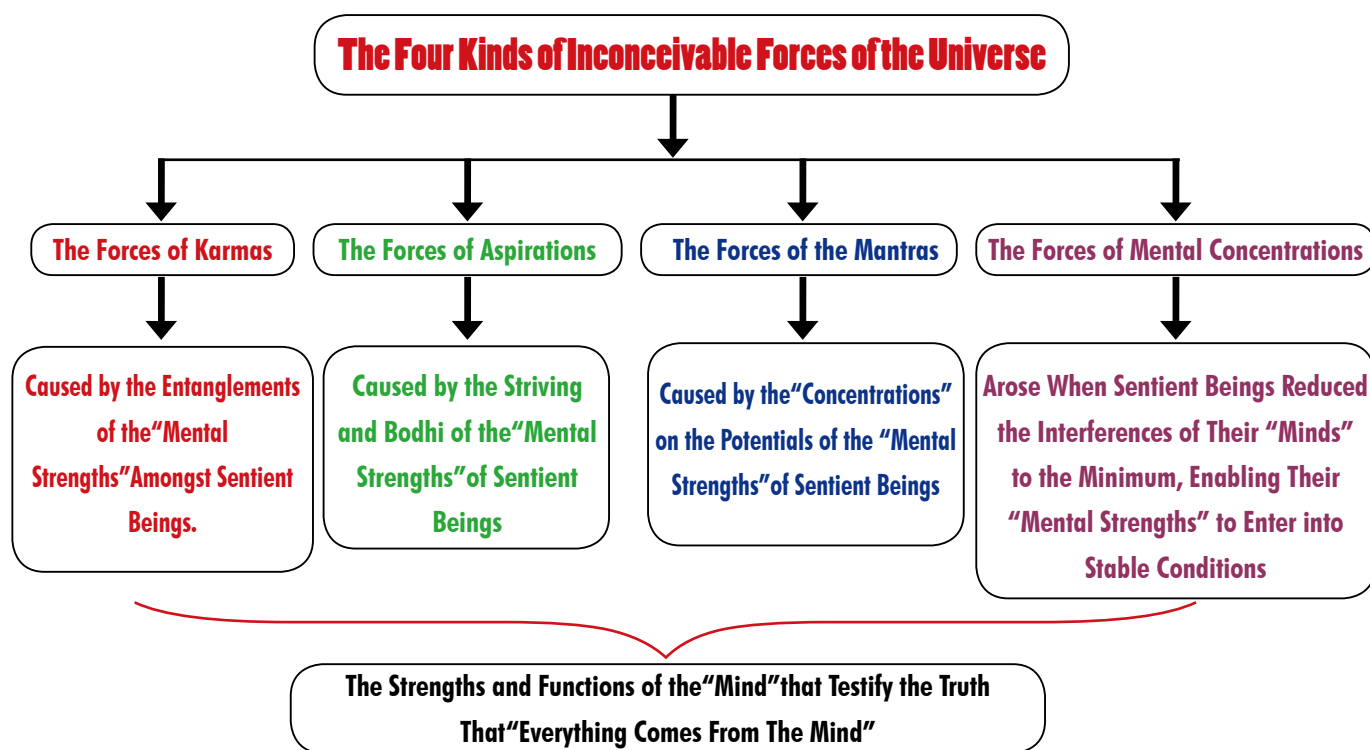 The Four Kinds of Inconceivable Forces of the Universe
The Forces of Karmas
The Forces of Aspirations
The Forces of the Mantras
The Forces of Mental Concentrations
Caused by the Entanglements
of the“Mental
Strengths”Amongst Sentient
Beings.
Caused by the Striving
and Bodhi of the“Mental
Strengths”of Sentient
Beings
Caused by the“Concentrations”
on the Potentials of the “Mental
Strengths”of Sentient Beings
Arose When Sentient Beings Reduced
the Interferences of Their “Minds”
to the Minimum, Enabling Their
“Mental Strengths” to Enter into
Stable Conditions
The Strengths and Functions of the“Mind”that Testify the Truth
That“Everything Comes From The Mind”